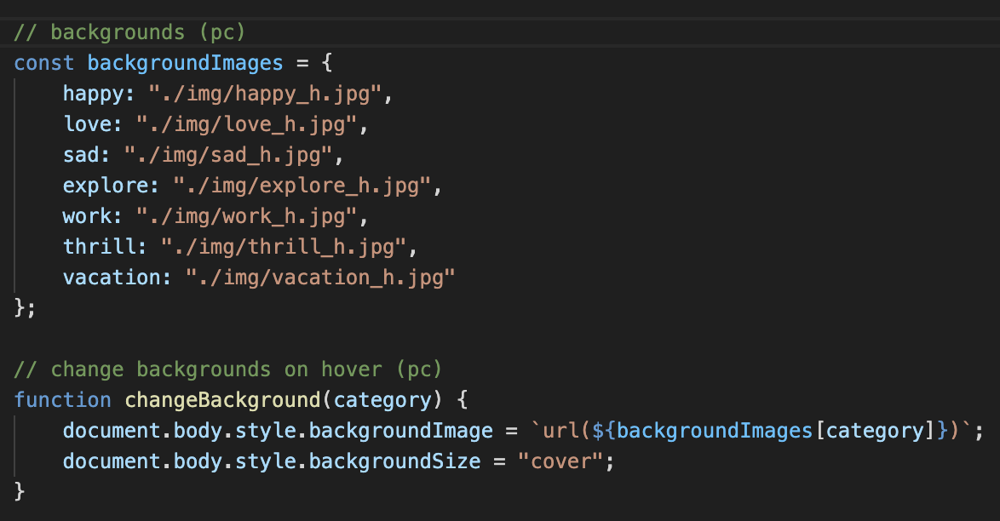 // backgrounds (pc)
const backgroundImages = {
    happy: "./img/happy_h.jpg",
    love: "./img/love_h.jpg",
    sad: "./img/sad_h.jpg",
    explore: "./img/explore_h.jpg",
    work: "./img/work_h.jpg",
    thrill: "./img/thrill_h.jpg",
    vacation: "./img/vacation_h.jpg"
};

// change backgrounds on hover (pc)
function changeBackground(category) {
    document.body.style.backgroundImage = `url(${backgroundImages[category]})`;
    document.body.style.backgroundSize = "cover";
}